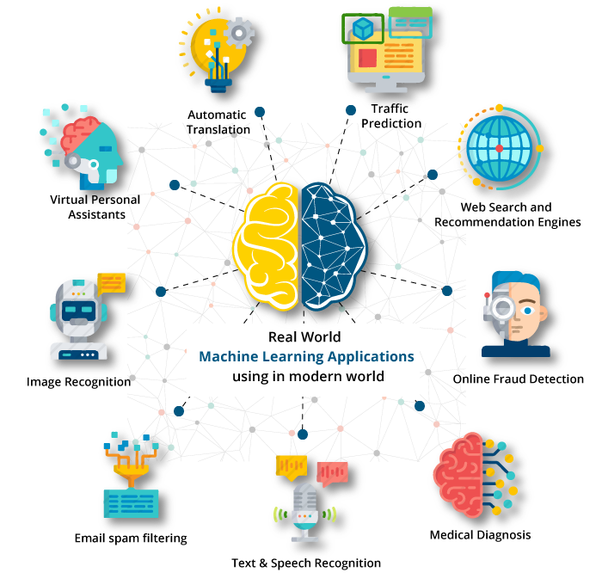 Automatic
Translation
Traffic
Prediction
Virtual Personal
Assistants
Web Search and
Recommendation Engines
Real World
Machine Learning Applications
using in modern world
Image Recognition
Online Fraud Detection
Email spam filtering
Medical Diagnosis
Text & Speech Recognition